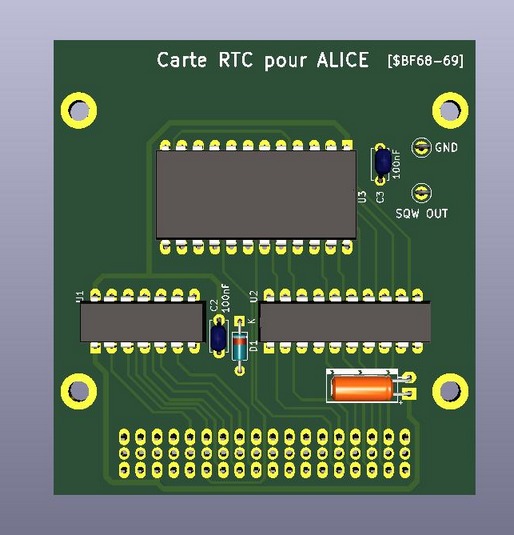 Carte RTC pour ALICE [$BF68-69]
GND
100nF
C3
U3
SQW OUT
U1
C2
100nF
U2
K
D1